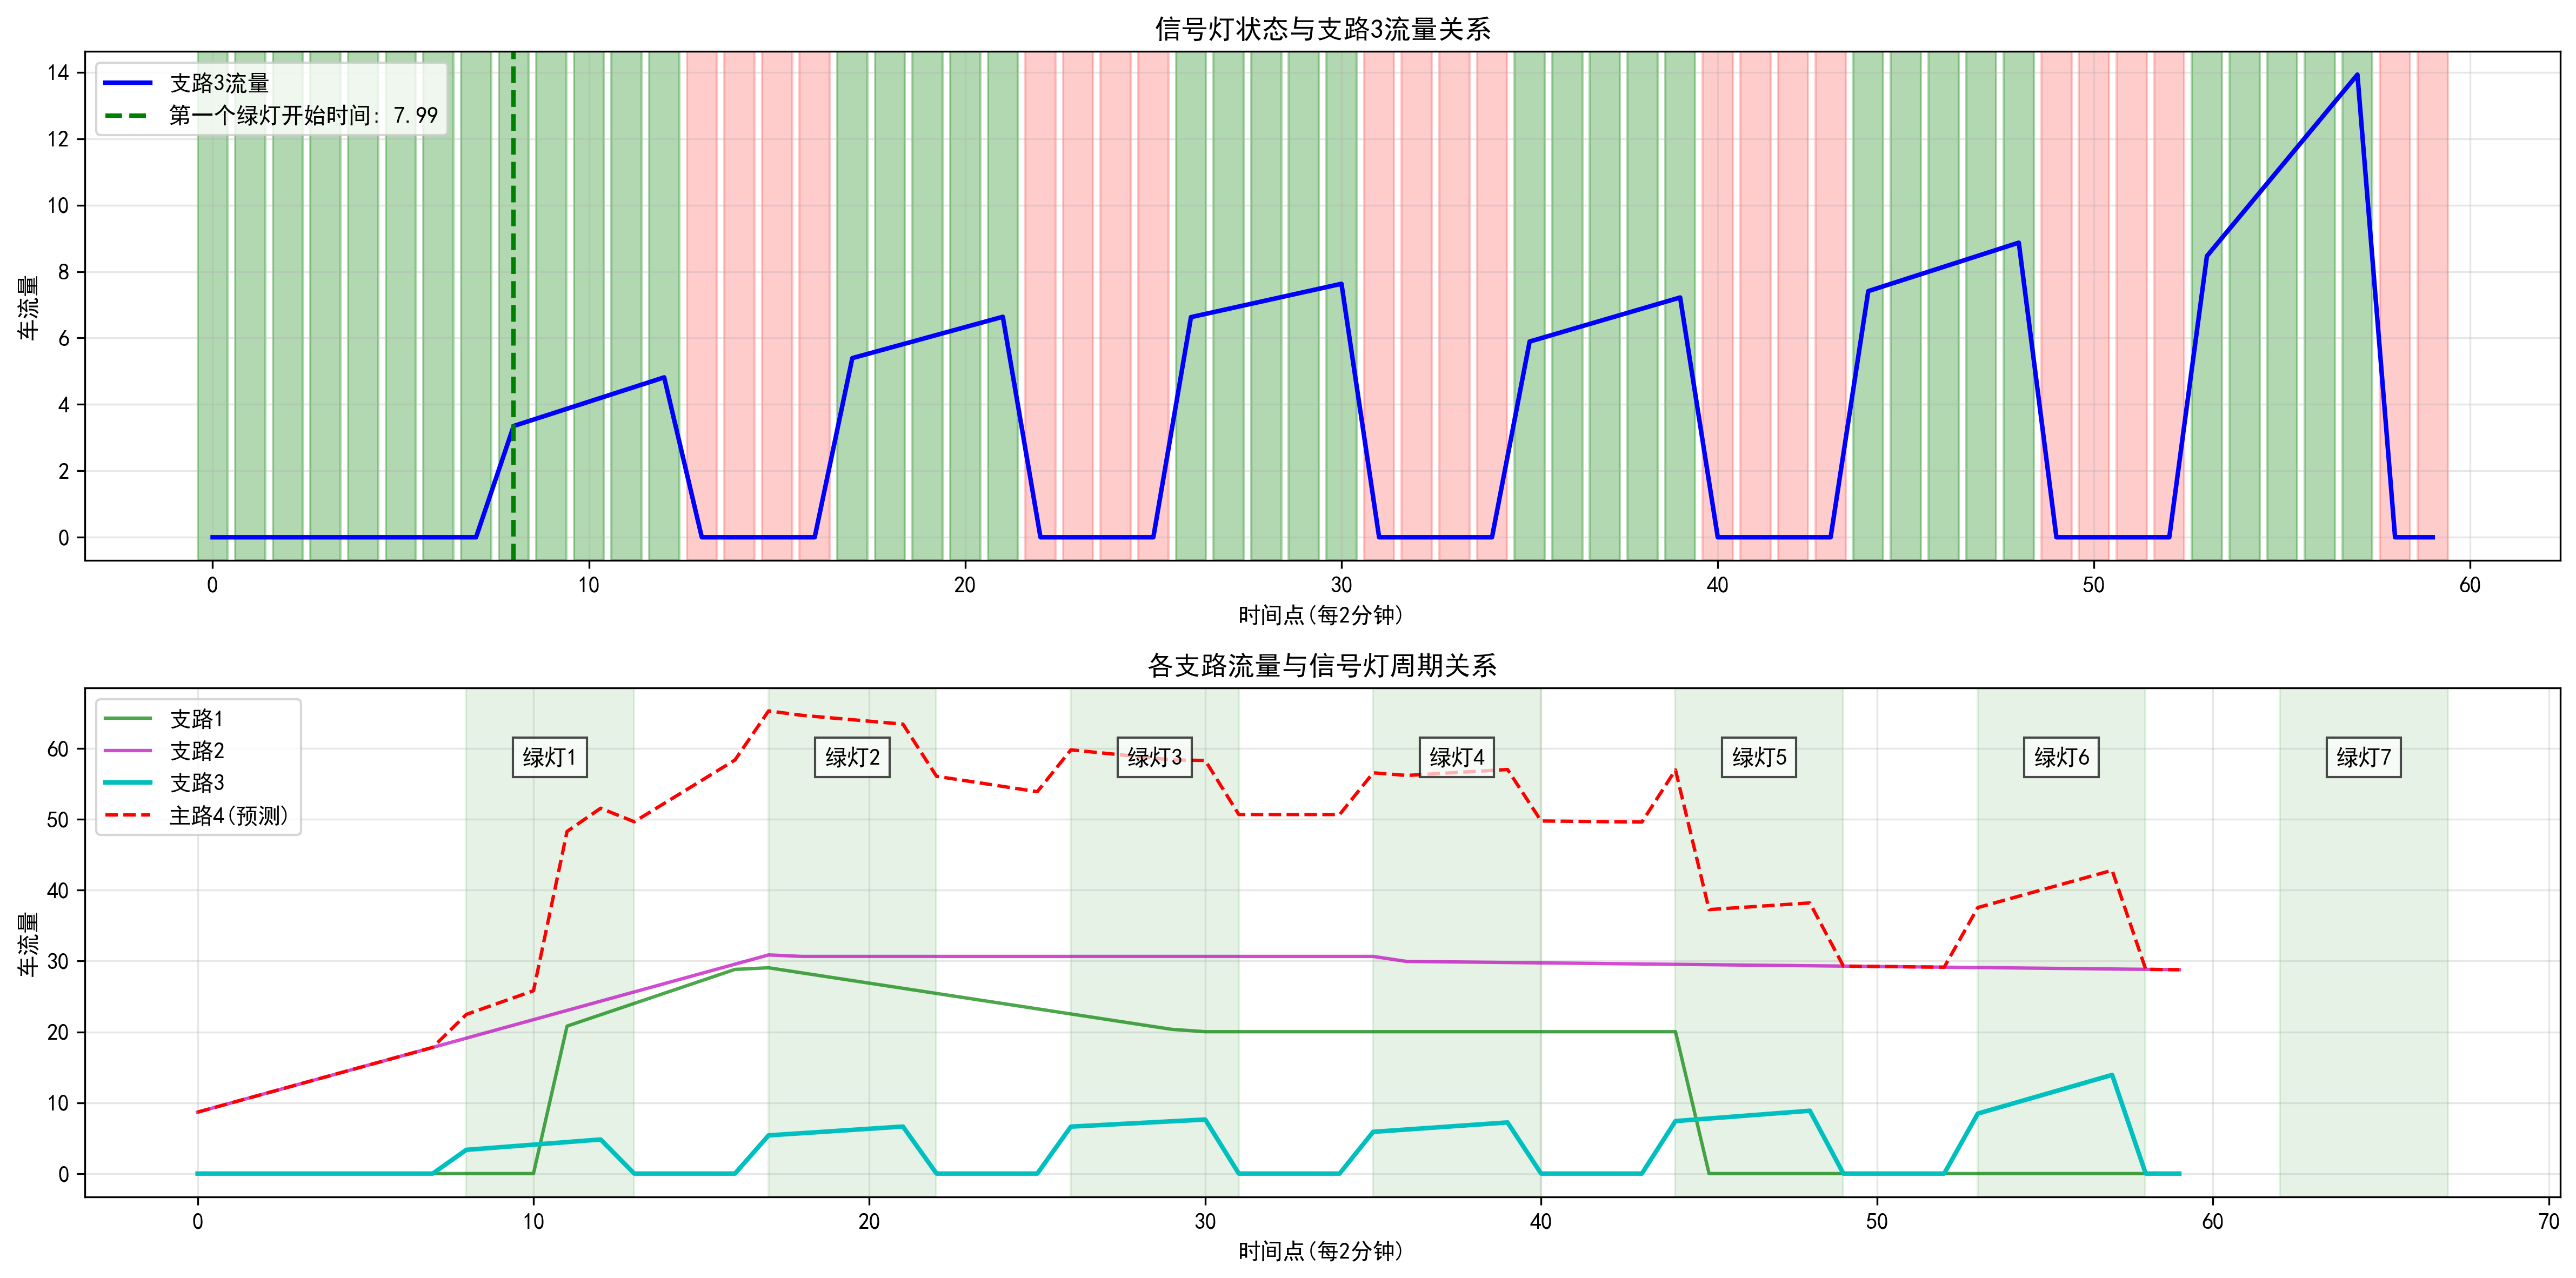 信号灯状态与支路3流量关系
支路3流量
第一个绿灯开始时间: 7.99
14
12
10
8
6
4
2
0
车流量
0 10 20 30 40 50 60
时间点(每2分钟)
各支路流量与信号灯周期关系
支路1
支路2
支路3
主路4(预测)
绿灯1 绿灯2 绿灯3 绿灯4 绿灯5 绿灯6 绿灯7
60
50
40
30
20
10
0
车流量
0 10 20 30 40 50 60 70
时间点(每2分钟)